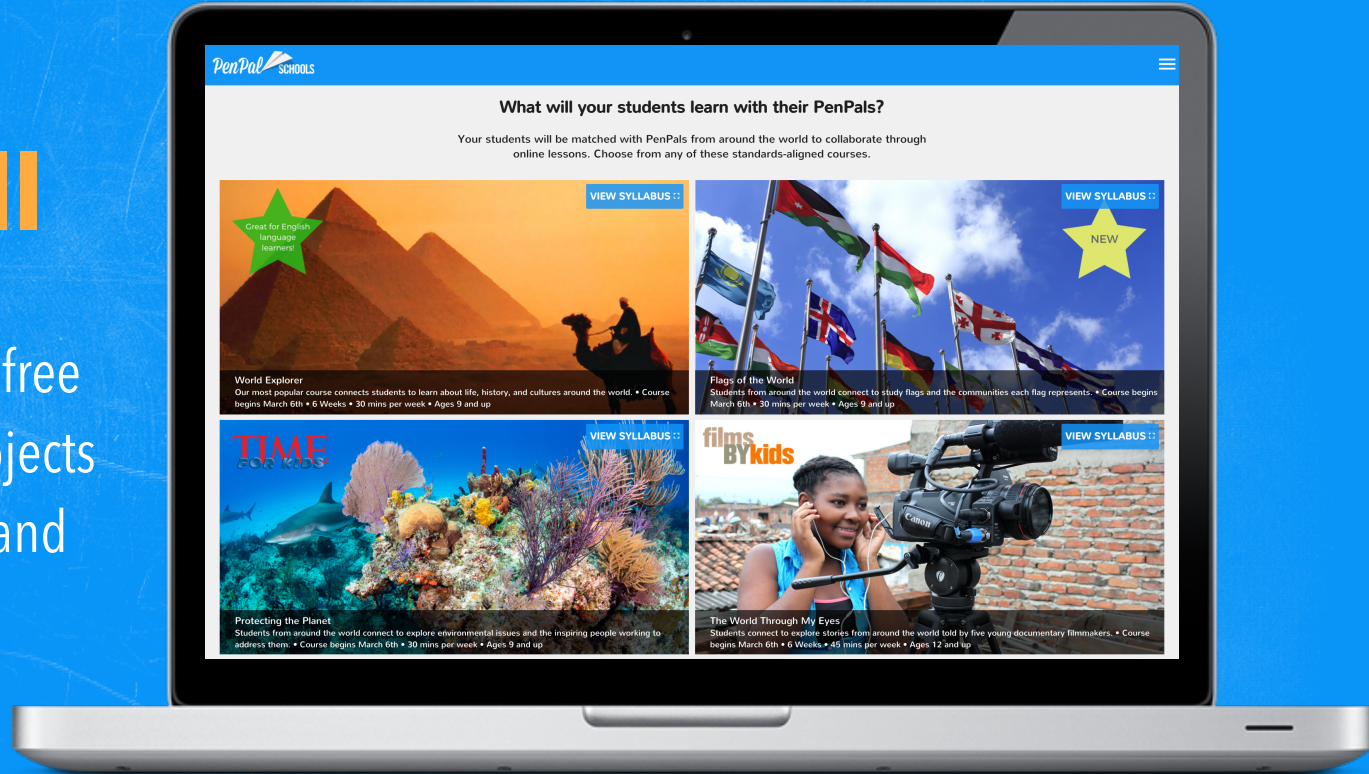 ll
free
jects
and
PenPal SCHOOLS
What will your students learn with their PenPals?
Your students will be matched with PenPals from around the world to collaborate through
online lessons. Choose from any of these standards-aligned courses.
Great for English
language
learners!
VIEW SYLLABUS
World Explorer
Our most popular course connects students to learn about life, history, and cultures around the world. • Course
begins March 6th • 6 Weeks • 30 mins per week • Ages 9 and up
VIEW SYLLABUS
NEW
Flags of the World
Students from around the world connect to study flags and the communities each flag represents. • Course begins
March 6th • 30 mins per week • Ages 9 and up
TIME
FOR KIDS
VIEW SYLLABUS
Protecting the Planet
Students from around the world connect to explore environmental issues and the inspiring people working to
address them. • Course begins March 6th • 30 mins per week • Ages 9 and up
films
BYkids
VIEW SYLLABUS
Canon
The World Through My Eyes
Students connect to explore stories from around the world told by five young documentary filmmakers. • Course
begins March 6th • 6 Weeks • 45 mins per week • Ages 12 and up